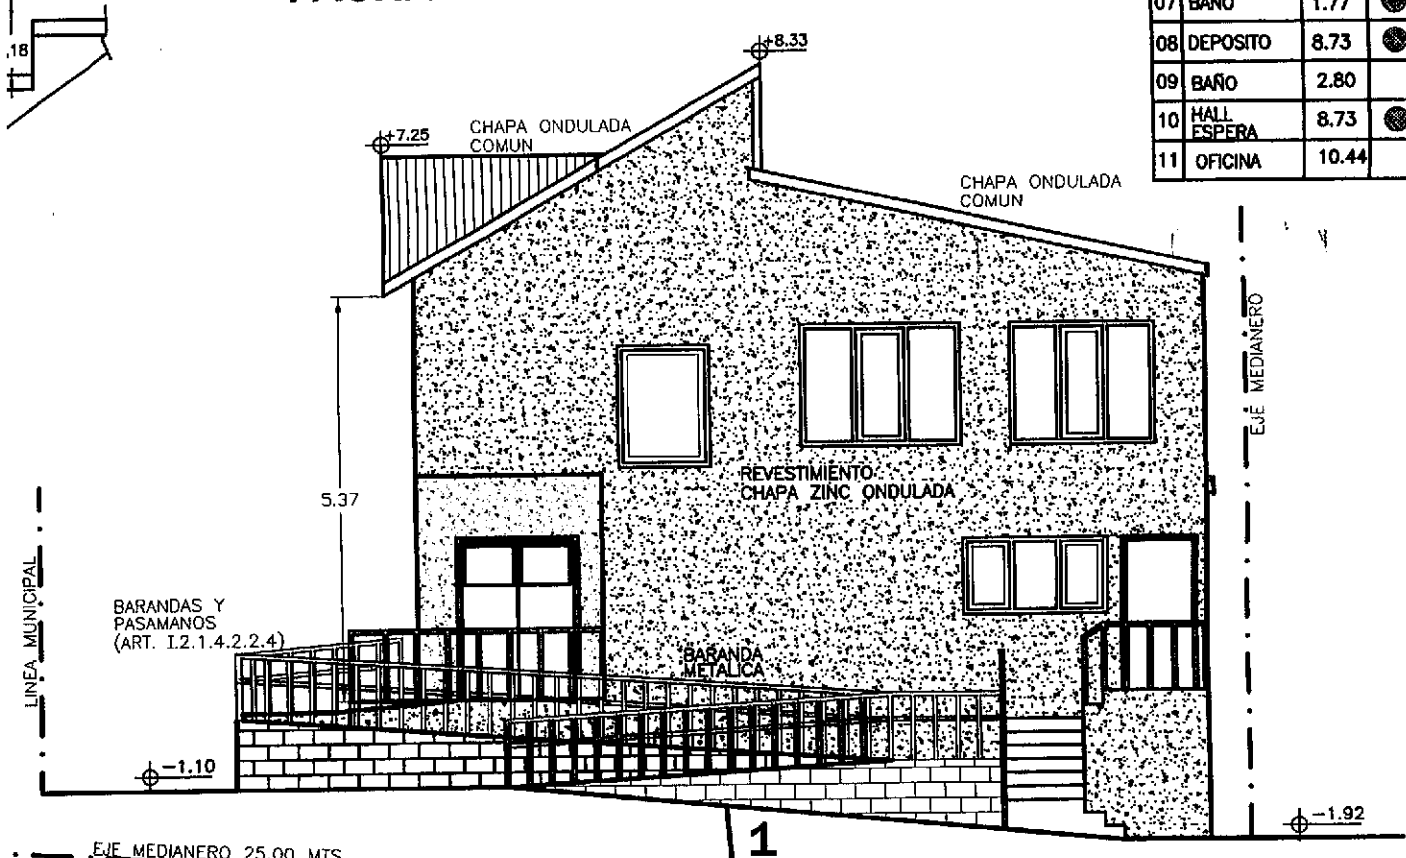 .18
07 BAÑO 1.77
08 DEPOSITO 8.73
09 BAÑO 2.80
10 HALL ESPERA 8.73
11 OFICINA 10.44
+8.33
+7.25
CHAPA ONDULADA
COMUN
CHAPA ONDULADA
COMUN
EJE MEDIANERO
5.37
REVESTIMIENTO
CHAPA ZINC ONDULADA
LINEA MUNICIPAL
BARANDAS Y
PASAMANOS
(ART. I.2.1.4.2.2.4)
BARANDA
METALICA
-1.10
-1.92
1
EJE MEDIANERO 25.00 MTS